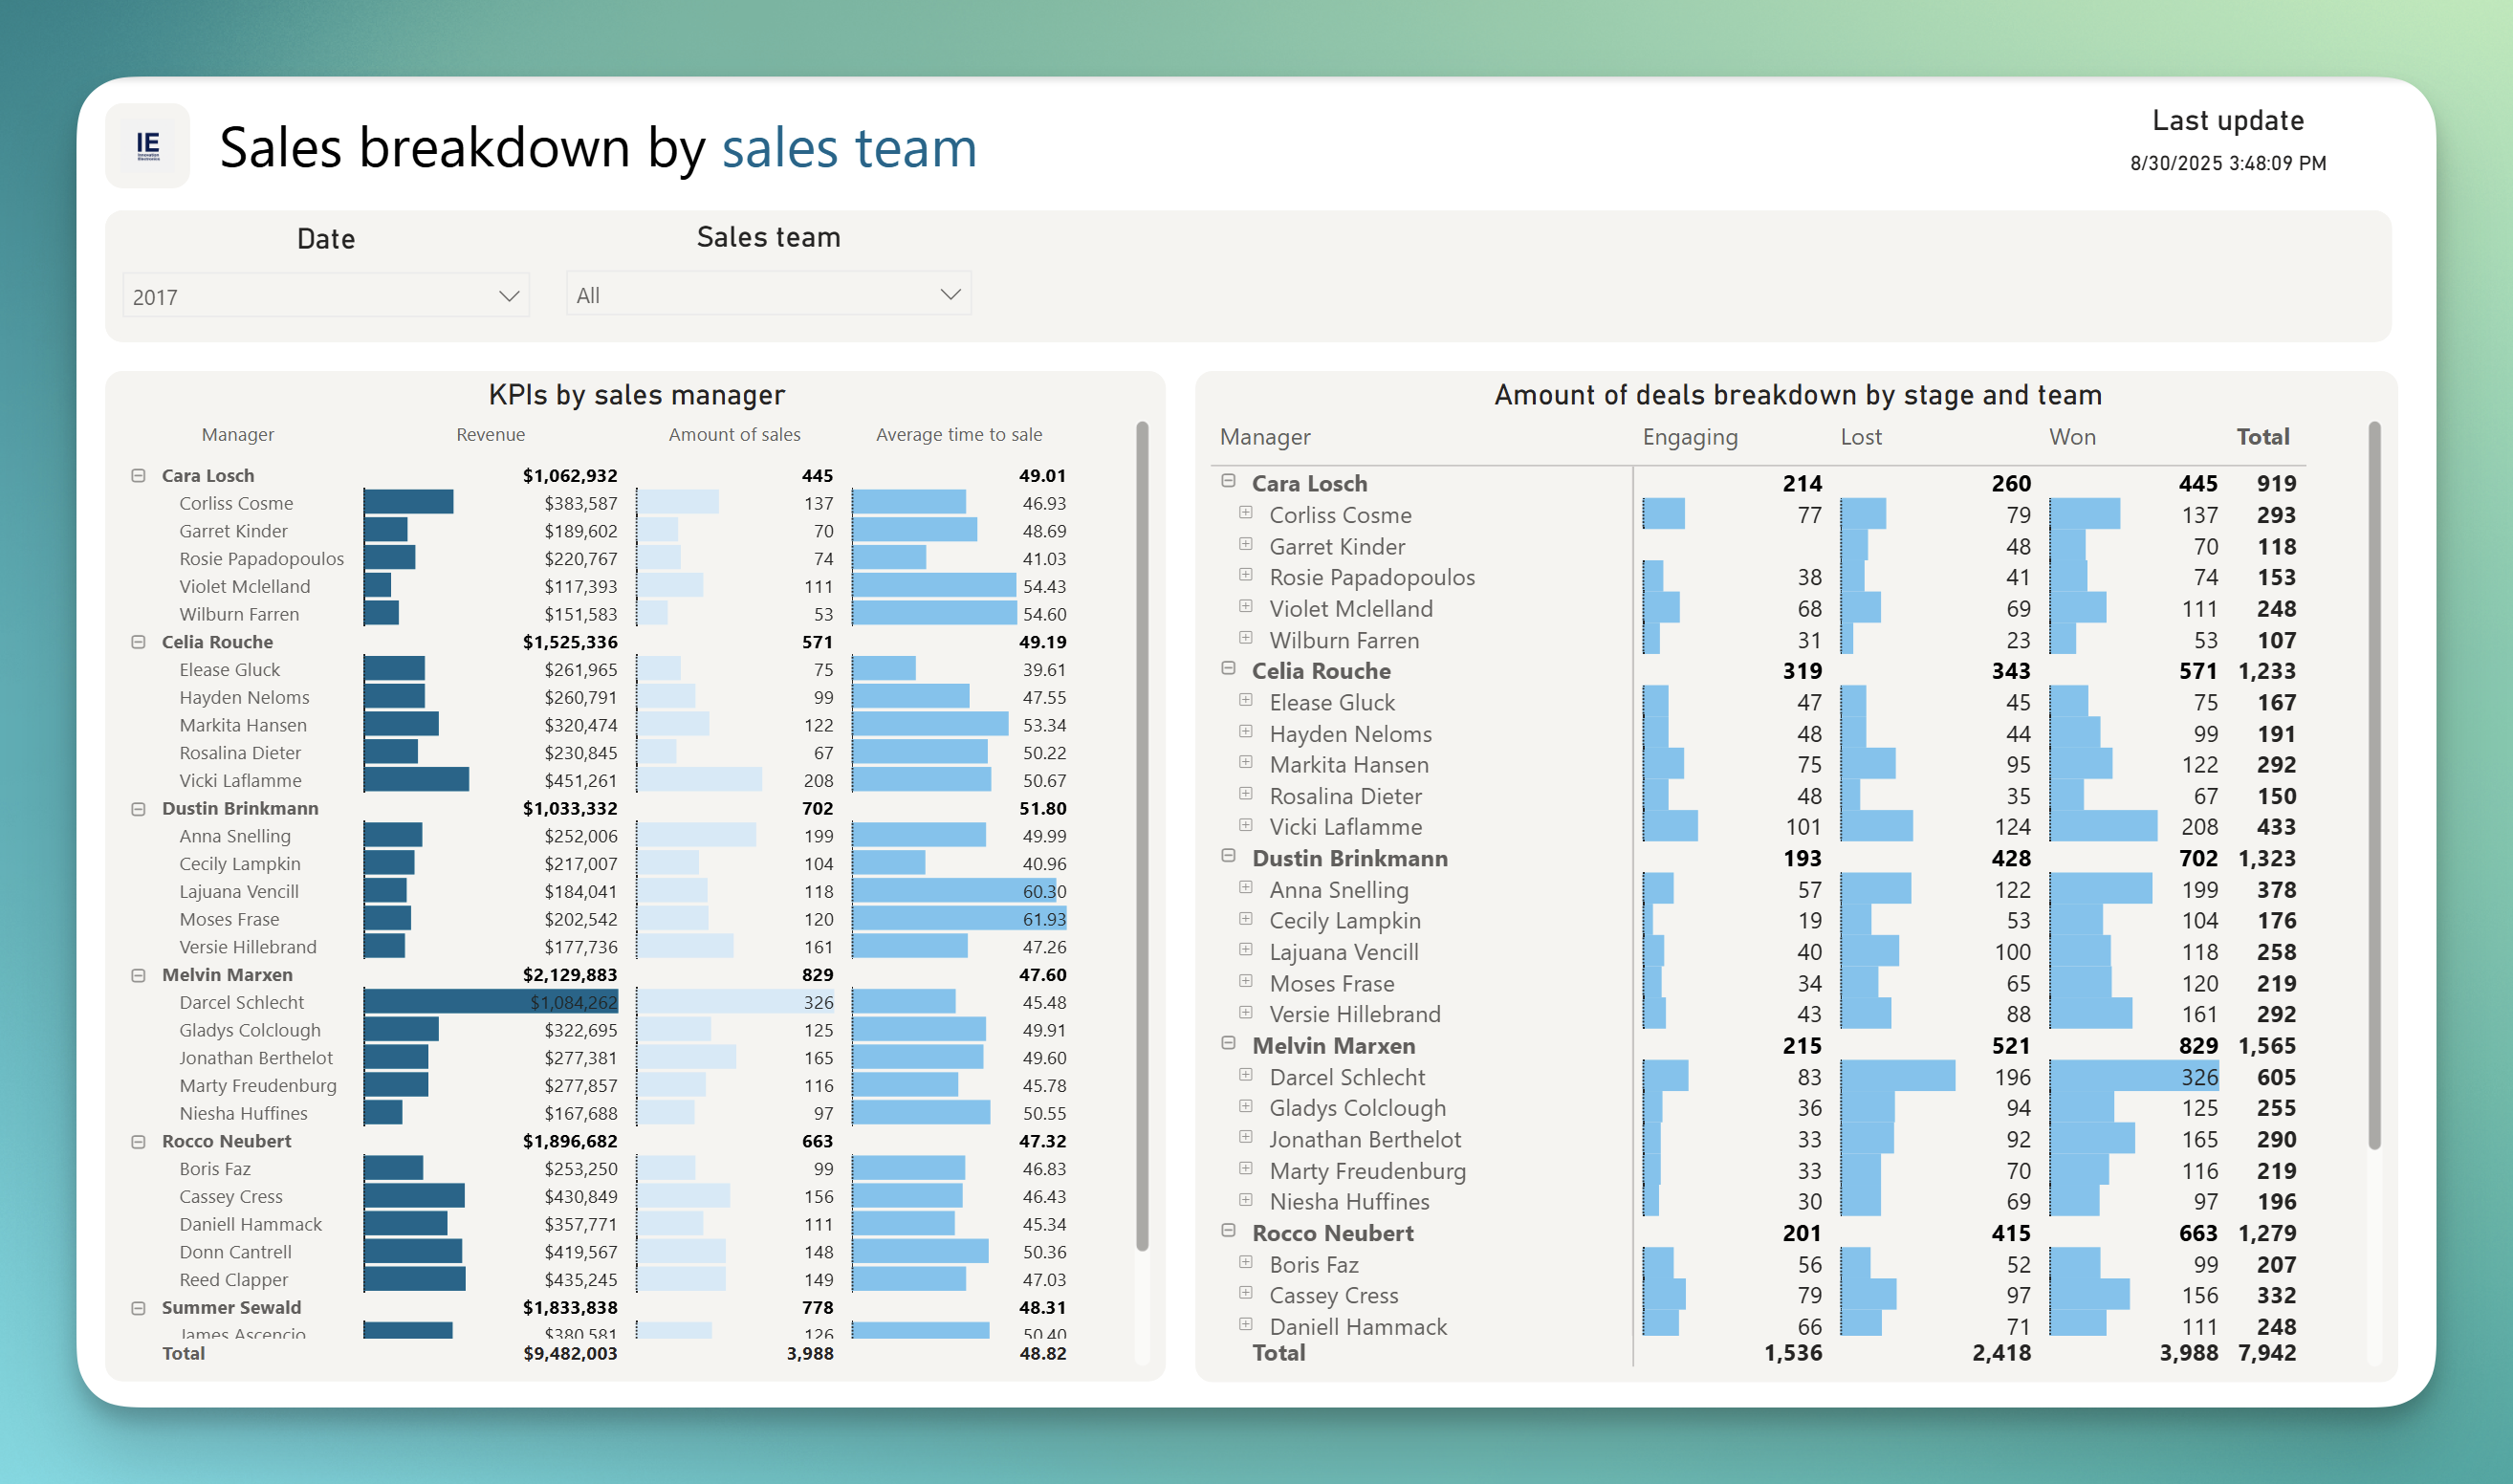 IE
Innovation
Electronics
Sales breakdown by sales team
Last update
8/30/2025 3:48:09 PM
Date
Sales team
2017
All
KPIs by sales manager
Manager Revenue Amount of sales Average time to sale
Cara Losch $1,062,932 445 49.01
Corliss Cosme $383,587 137 46.93
Garret Kinder $189,602 70 48.69
Rosie Papadopoulos $220,767 74 41.03
Violet Mclelland $117,393 111 54.43
Wilburn Farren $151,583 53 54.60
Celia Rouche $1,525,336 571 49.19
Elease Gluck $261,965 75 39.61
Hayden Neloms $260,791 99 47.55
Markita Hansen $320,474 122 53.34
Rosalina Dieter $230,845 67 50.22
Vicki Laflamme $451,261 208 50.67
Dustin Brinkmann $1,033,332 702 51.80
Anna Snelling $252,006 199 49.99
Cecily Lampkin $217,007 104 40.96
Lajuana Vencill $184,041 118 60.30
Moses Frase $202,542 120 61.93
Versie Hillebrand $177,736 161 47.26
Melvin Marxen $2,129,883 829 47.60
Darcel Schlecht $1,084,262 326 45.48
Gladys Colclough $322,695 125 49.91
Jonathan Berthelot $277,381 165 49.60
Marty Freudenburg $277,857 116 45.78
Niesha Huffines $167,688 97 50.55
Rocco Neubert $1,896,682 663 47.32
Boris Faz $253,250 99 46.83
Cassey Cress $430,849 156 46.43
Daniell Hammack $357,771 111 45.34
Donn Cantrell $419,567 148 50.36
Reed Clapper $435,245 149 47.03
Summer Sewald $1,833,838 778 48.31
James Ascencio $380,581 126 50.40
Total $9,482,003 3,988 48.82
Amount of deals breakdown by stage and team
Manager Engaging Lost Won Total
Cara Losch 214 260 445 919
Corliss Cosme 77 79 137 293
Garret Kinder 48 70 118
Rosie Papadopoulos 38 41 74 153
Violet Mclelland 68 69 111 248
Wilburn Farren 31 23 53 107
Celia Rouche 319 343 571 1,233
Elease Gluck 47 45 75 167
Hayden Neloms 48 44 99 191
Markita Hansen 75 95 122 292
Rosalina Dieter 48 35 67 150
Vicki Laflamme 101 124 208 433
Dustin Brinkmann 193 428 702 1,323
Anna Snelling 57 122 199 378
Cecily Lampkin 19 53 104 176
Lajuana Vencill 40 100 118 258
Moses Frase 34 65 120 219
Versie Hillebrand 43 88 161 292
Melvin Marxen 215 521 829 1,565
Darcel Schlecht 83 196 326 605
Gladys Colclough 36 94 125 255
Jonathan Berthelot 33 92 165 290
Marty Freudenburg 33 70 116 219
Niesha Huffines 30 69 97 196
Rocco Neubert 201 415 663 1,279
Boris Faz 56 52 99 207
Cassey Cress 79 97 156 332
Daniell Hammack 66 71 111 248
Total 1,536 2,418 3,988 7,942